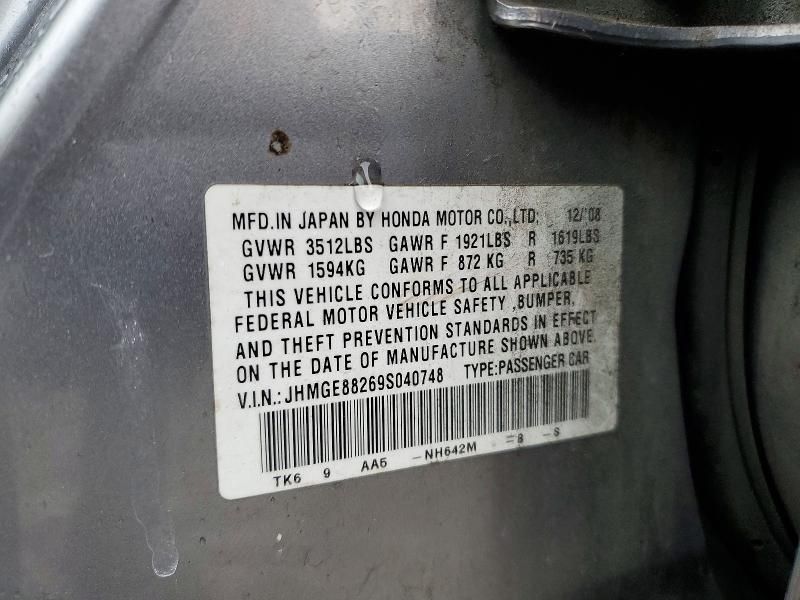 MFD.IN JAPAN BY HONDA MOTOR CO.,LTD: 12/'08
GVWR 3512LBS GAWR F 1921LBS R 1619LBS
GVWR 1594KG GAWR F 872 KG R 735 KG
THIS VEHICLE CONFORMS TO ALL APPLICABLE
FEDERAL MOTOR VEHICLE SAFETY ,BUMPER,
AND THEFT PREVENTION STANDARDS IN EFFECT
ON THE DATE OF MANUFACTURE SHOWN ABOVE.
V.I.N.:JHMGE88269S040748 TYPE:PASSENGER CAR
TK6 9 AA5 -NH642M -B -S